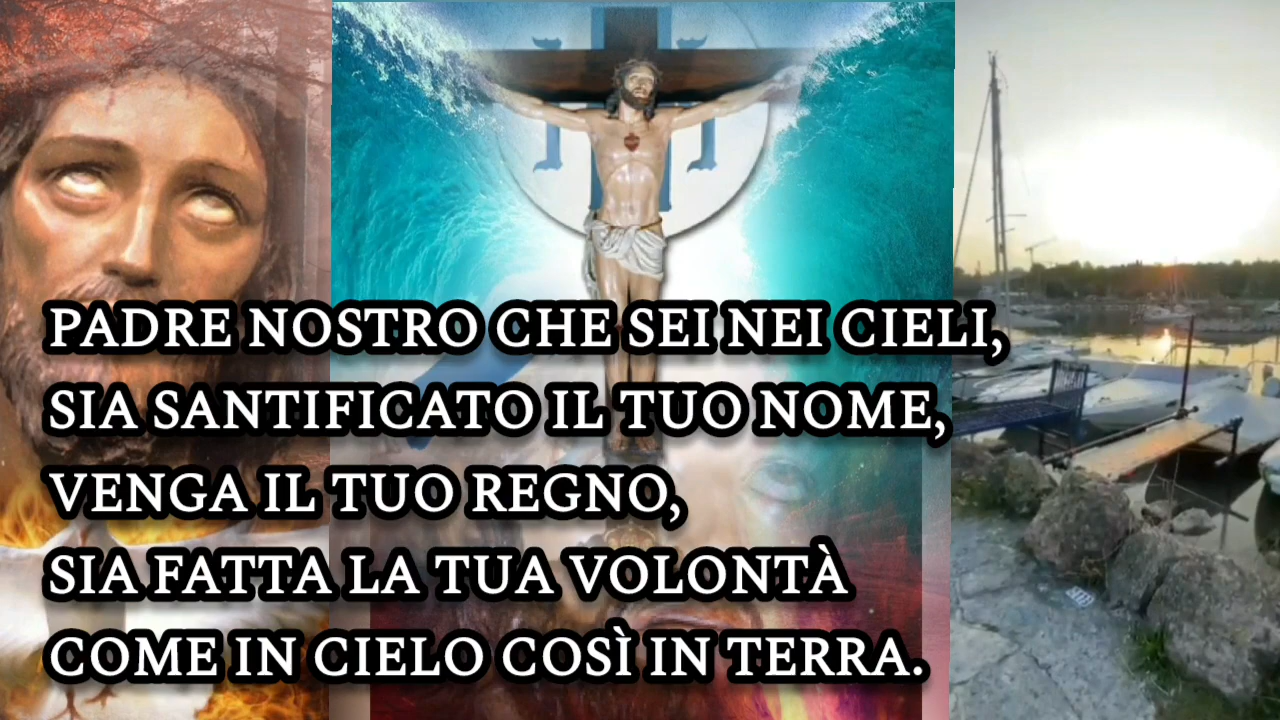 PADRE NOSTRO CHE SEI NEI CIELI,
SIA SANTIFICATO IL TUO NOME,
VENGA IL TUO REGNO,
SIA FATTA LA TUA VOLONTÀ
COME IN CIELO COSÌ IN TERRA.